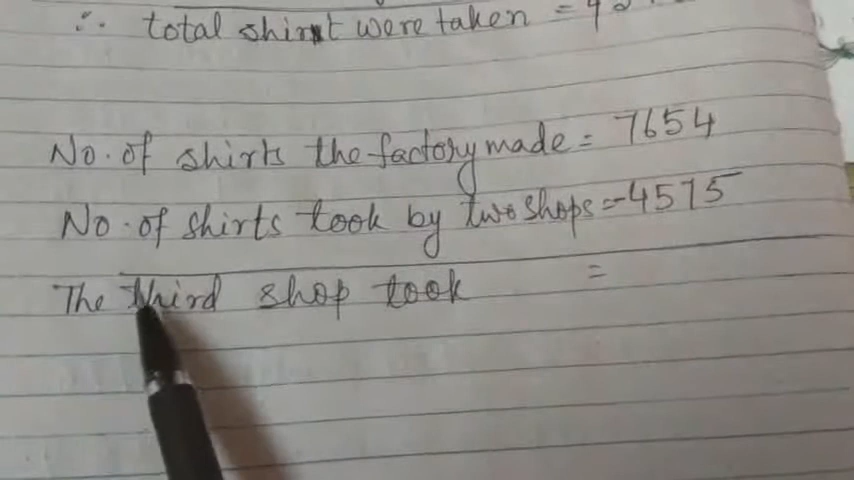 ∴ total shirt were taken =
No. of shirts the factory made = 7654
No. of shirts took by two shops = -4575
The third shop took =